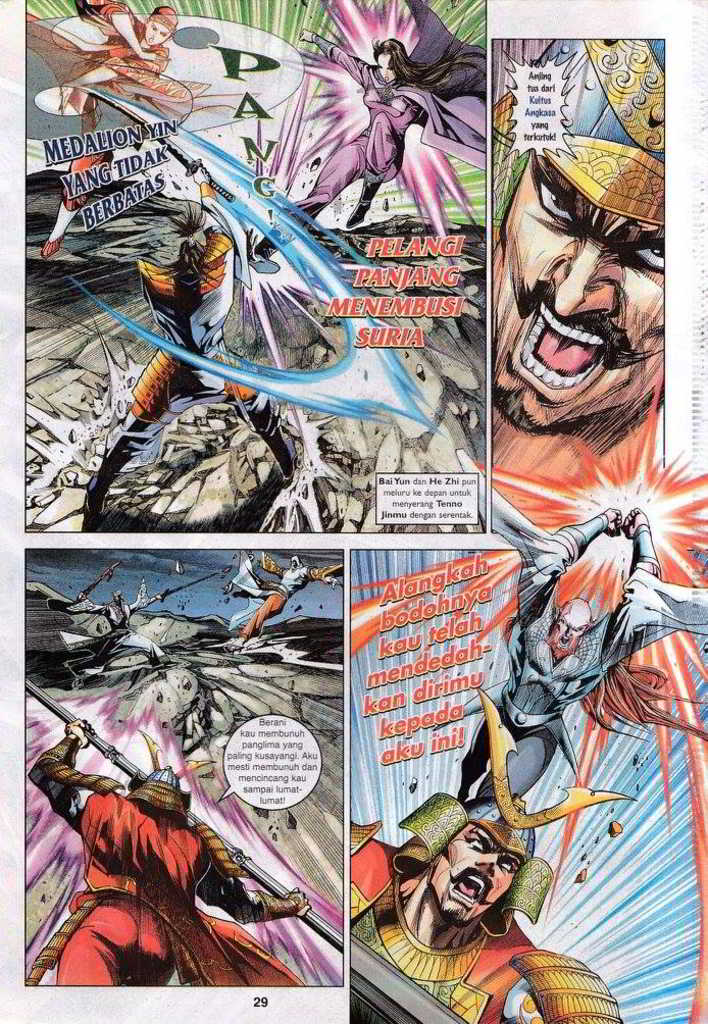 PANG!
MEDALION YIN
YANG TIDAK
BERBATAS
PELANGI
PANJANG
MENEMBUSI
SURIA
Bai Yun dan He Zhi pun
meluru ke depan untuk
menyerang Tenno
Jinmu dengan serentak.
Anjing
tua dari
Kultus
Angkasa
yang
terkutuk!
Berani
kau membunuh
panglima yang
paling kusayangi. Aku
mesti membunuh dan
mencincang kau
sampai lumat-
lumat!
Alangkah
bodohnya
kau telah
mendedah-
kan dirimu
kepada
aku ini!
29